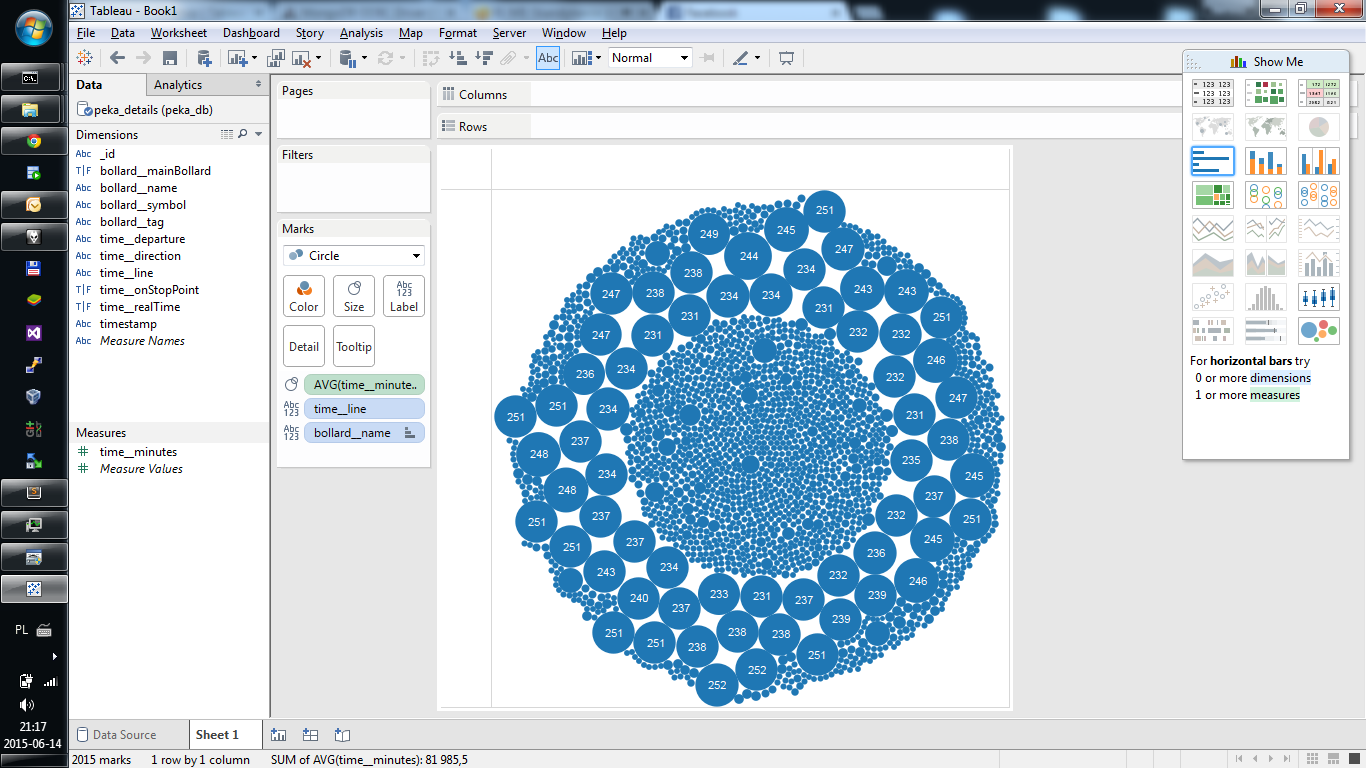 Tableau - Book1
File Data Worksheet Dashboard Story Analysis Map Format Server Window Help
Abc Normal
Data Analytics
peka_details (peka_db)
Dimensions
Abc _id
T|F bollard__mainBollard
Abc bollard__name
Abc bollard__symbol
Abc bollard__tag
Abc time__departure
Abc time__direction
Abc time__line
T|F time__onStopPoint
T|F time__realTime
Abc timestamp
Abc Measure Names
Measures
# time__minutes
# Measure Values
Pages
Filters
Marks
Circle
Color
Size
Abc
123
Label
Detail
Tooltip
AVG(time__minute..
Abc
123
time__line
Abc
123
bollard__name
Columns
Rows
251
249
245
247
244
238
234
247
238
234
234
243
243
231
231
251
247
231
232
232
246
236
234
232
247
251
251
234
231
237
238
248
235
234
245
248
237
251
237
232
251
251
237
245
236
243
234
232
246
240
233
231
237
239
237
239
251
238
238
251
238
251
252
252
Show Me
For horizontal bars try
0 or more dimensions
1 or more measures
PL
21:17
2015-06-14
Data Source Sheet 1
2015 marks 1 row by 1 column SUM of AVG(time__minutes): 81 985,5